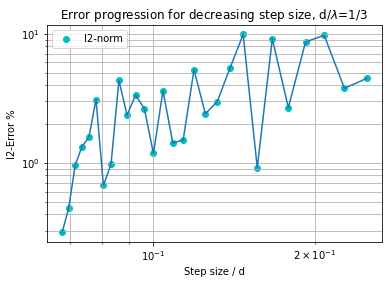 Error progression for decreasing step size, d/λ=1/3
l2-norm
l2-Error %
10¹
10⁰
10⁻¹
2 × 10⁻¹
Step size / d